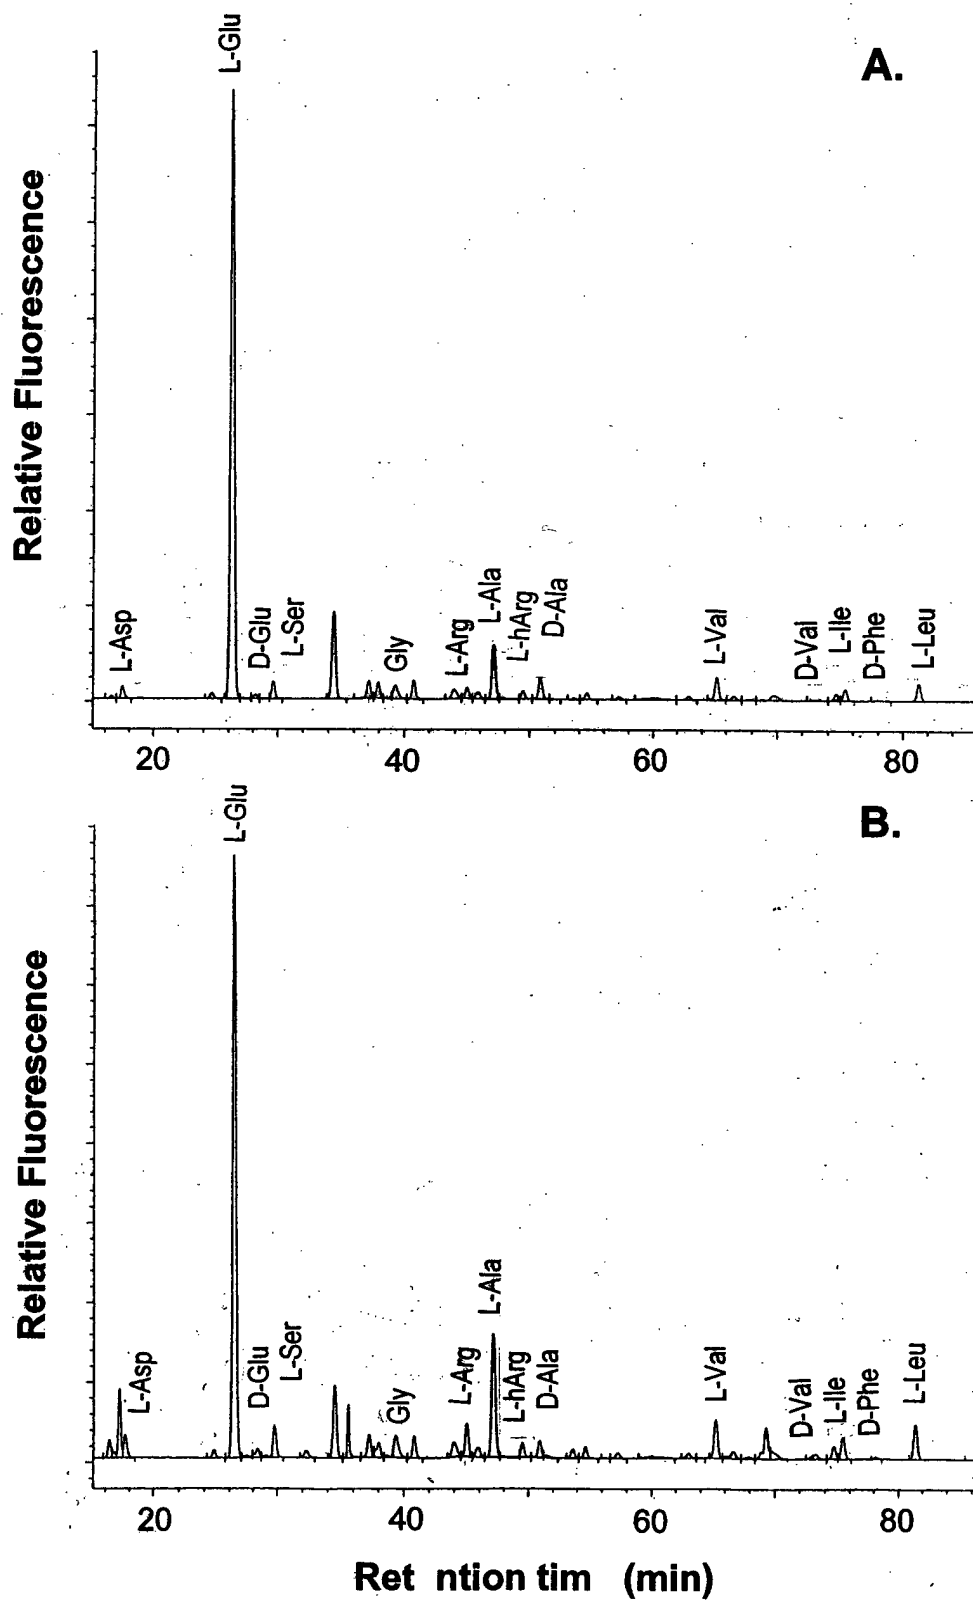 A.
Relative Fluorescence
L-Asp
L-Glu
D-Glu
L-Ser
Gly
L-Arg
L-Ala
L-hArg
D-Ala
L-Val
D-Val
L-Ile
D-Phe
L-Leu
20 40 60 80
B.
Relative Fluorescence
L-Asp
L-Glu
D-Glu
L-Ser
Gly
L-Arg
L-Ala
L-hArg
D-Ala
L-Val
D-Val
L-Ile
D-Phe
L-Leu
20 40 60 80
Ret ntion tim (min)